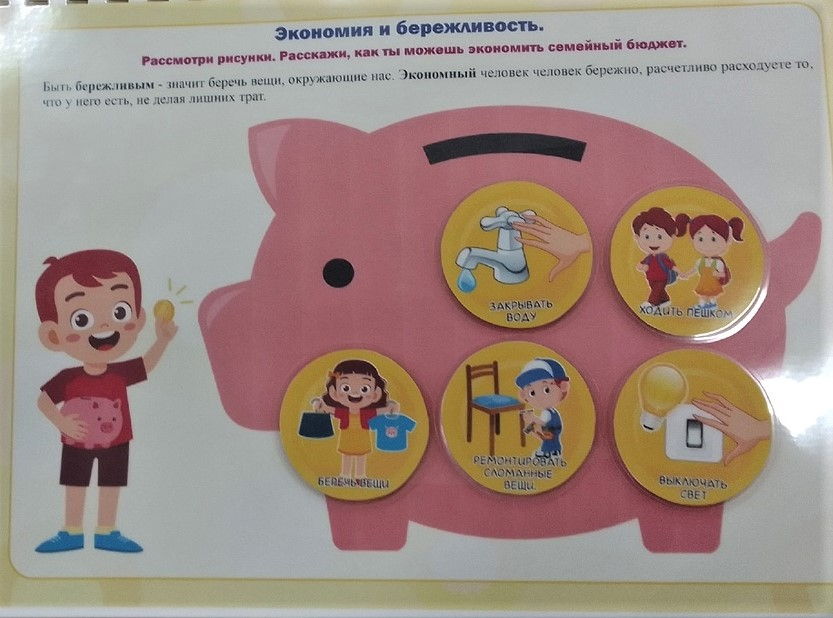 Экономия и бережливость.
Рассмотри рисунки. Расскажи, как ты можешь экономить семейный бюджет.
Быть бережливым - значит беречь вещи, окружающие нас. Экономный человек человек бережно, расчетливо расходуете то,
что у него есть, не делая лишних трат.
ЗАКРЫВАТЬ
ВОДУ
ХОДИТЬ ПЕШКОМ
БЕРЕЧЬ ВЕЩИ
РЕМОНТИРОВАТЬ
СЛОМАННЫЕ
ВЕЩИ.
ВЫКЛЮЧАТЬ
СВЕТ